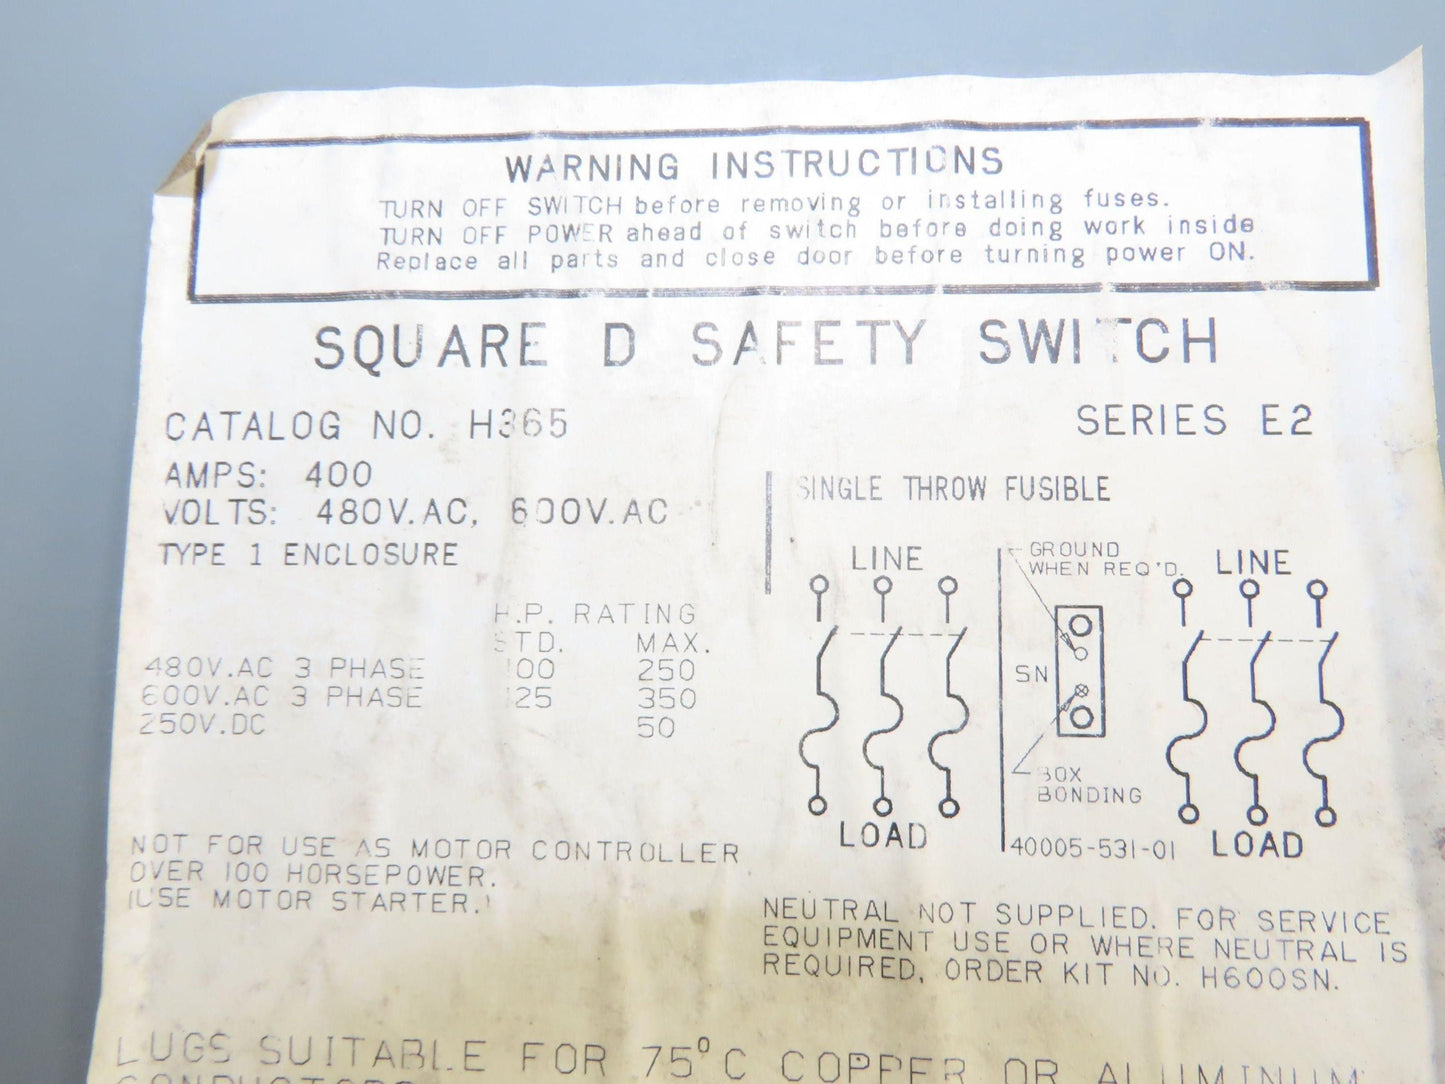 WARNING INSTRUCTIONS
TURN OFF SWITCH before removing or installing fuses.
TURN OFF POWER ahead of switch before doing work inside
Replace all parts and close door before turning power ON.
SQUARE D SAFETY SWITCH
CATALOG NO. H365
SERIES E2
AMPS: 400
VOLTS: 480V.AC, 600V.AC
TYPE 1 ENCLOSURE
H.P. RATING
STD. MAX.
480V.AC 3 PHASE 100 250
600V.AC 3 PHASE 125 350
250V.DC 50
NOT FOR USE AS MOTOR CONTROLLER
OVER 100 HORSEPOWER.
(USE MOTOR STARTER.)
SINGLE THROW FUSIBLE
LINE
GROUND
WHEN REQ'D.
LINE
SN
BOX
BONDING
LOAD
40005-531-01
LOAD
NEUTRAL NOT SUPPLIED. FOR SERVICE
EQUIPMENT USE OR WHERE NEUTRAL IS
REQUIRED, ORDER KIT NO. H600SN.
LUGS SUITABLE FOR 75°C COPPER OR ALUMINUM
CONDUCTORS